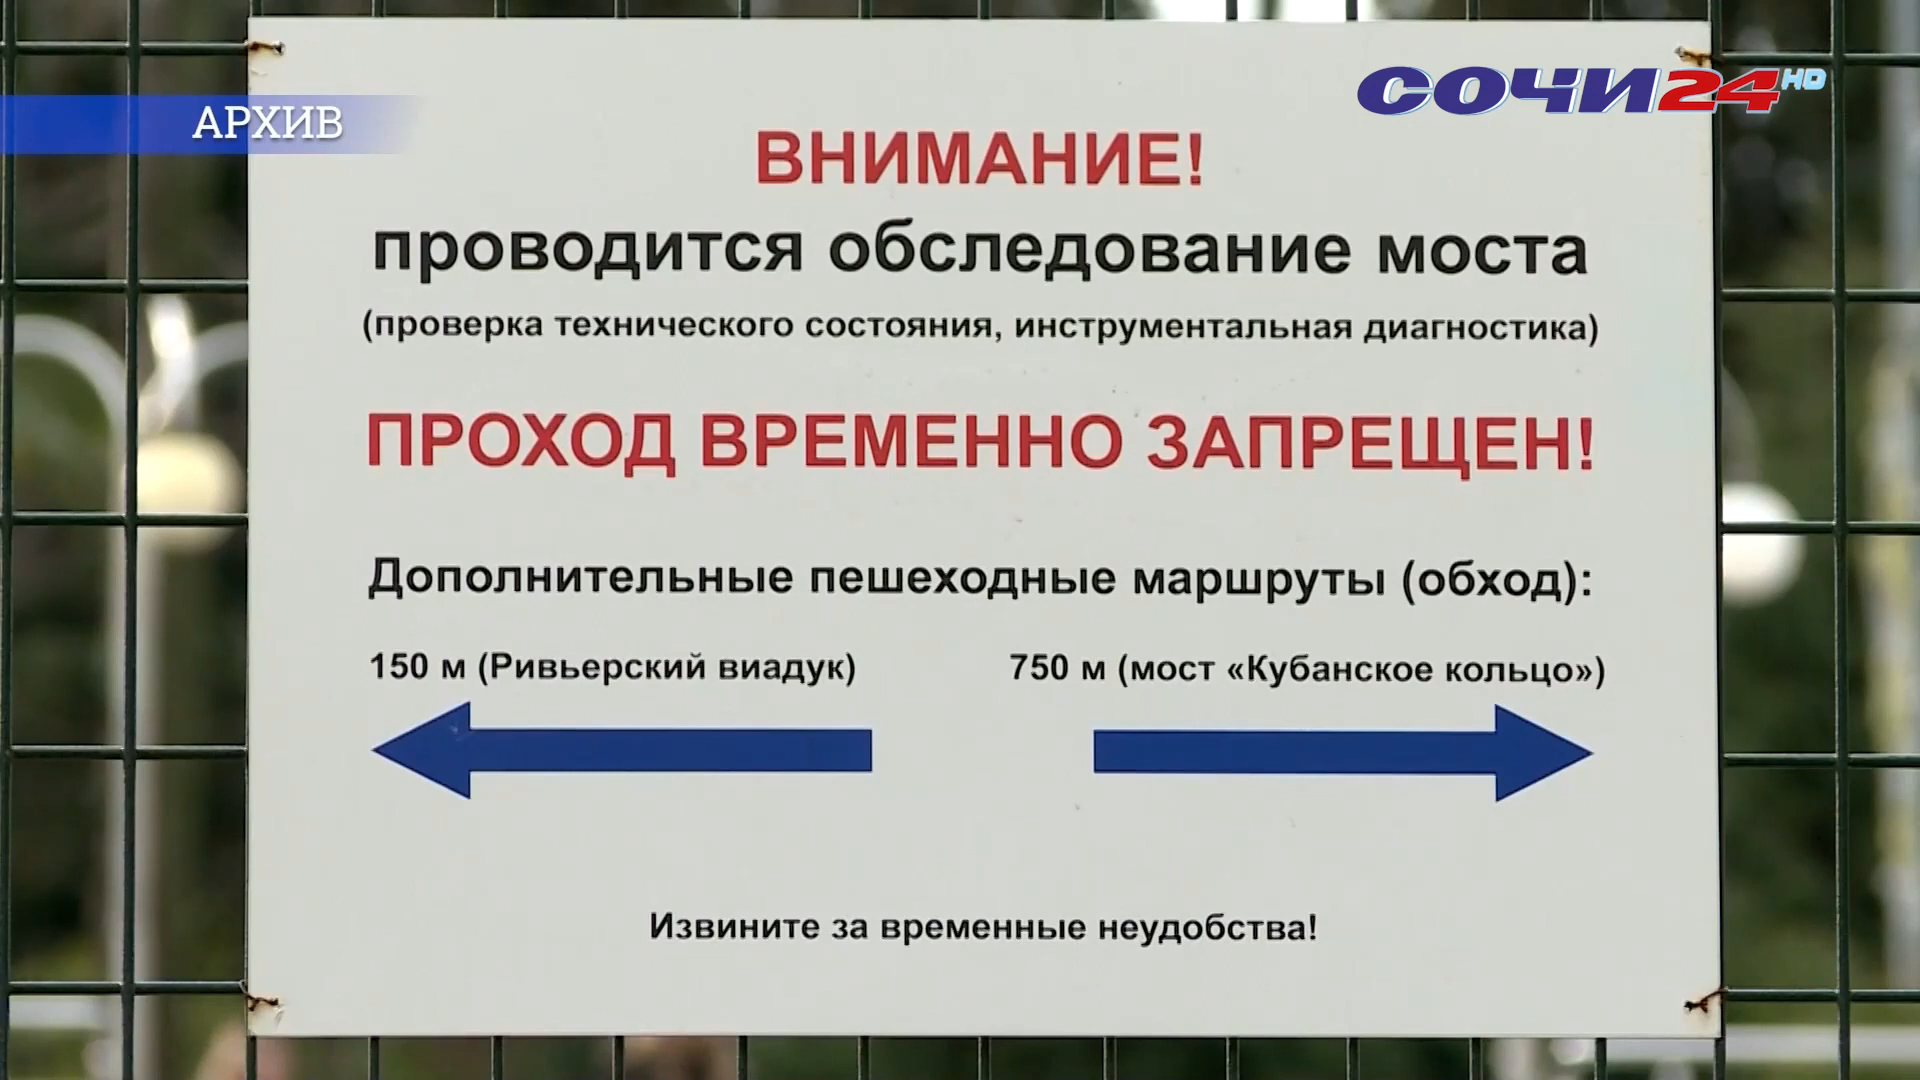 СОЧИ24HD
АРХИВ
ВНИМАНИЕ!
проводится обследование моста
(проверка технического состояния, инструментальная диагностика)
ПРОХОД ВРЕМЕННО ЗАПРЕЩЕН!
Дополнительные пешеходные маршруты (обход):
150 м (Ривьерский виадук) 750 м (мост «Кубанское кольцо»)
Извините за временные неудобства!